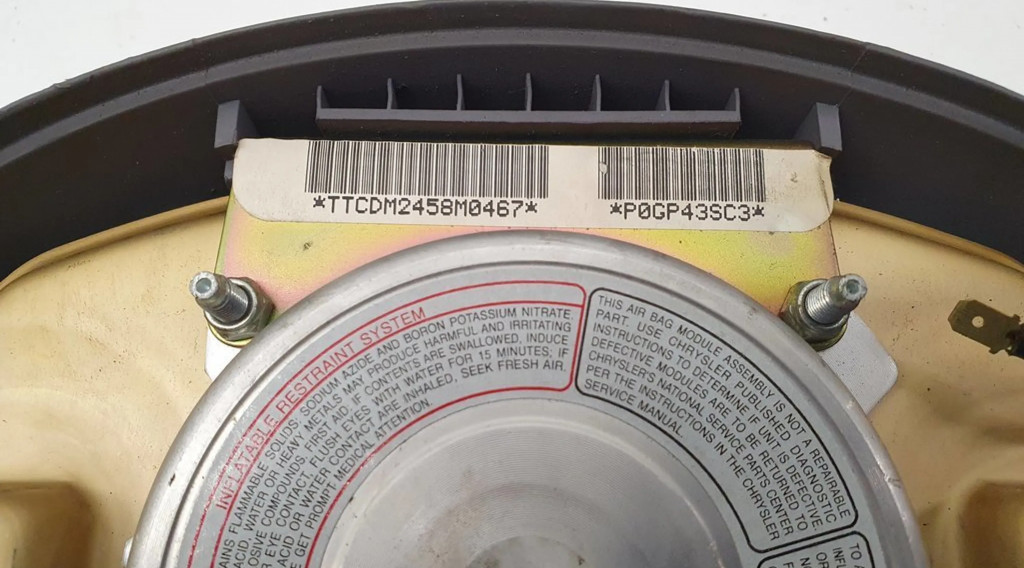 *TTCDM2458M0467*
*P0GP43SC3*
INFLATABLE RESTRAINT SYSTEM
FLAMMABLE SOLIDS: SODIUM AZIDE AND BORON POTASSIUM NITRATE
ACID, WATER OR HEAVY METALS MAY PRODUCE HARMFUL AND IRRITATING
COMPOUNDS. FIRST AID: IF CONTENTS ARE SWALLOWED, INDUCE
EYE CONTACT, FLUSH EYES WITH WATER FOR 15 MINUTES; IF
ACID OR WATER CONTACT ARE INHALED, SEEK FRESH AIR.
GET PROMPT MEDICAL ATTENTION.
THIS AIR BAG MODULE ASSEMBLY IS NOT A REPAIRABLE
PART. USE CHRYSLER PUBLISHED DIAGNOSTIC
INSTRUCTIONS TO DETERMINE IF UNIT IS DEFECTIVE.
DEFECTIVE MODULES ARE TO BE RETURNED TO
CHRYSLER'S NATIONAL SERVICE PARTS CENTER
PER THE INSTRUCTIONS IN THE CHRYSLER
SERVICE MANUAL.
TO A